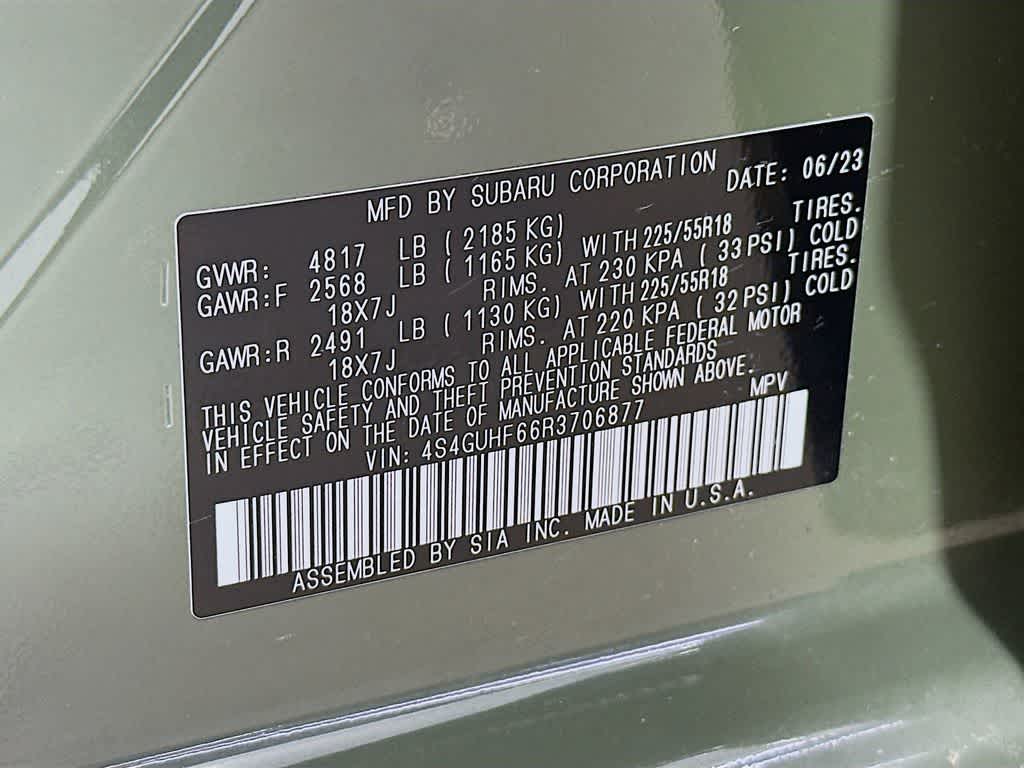 MFD BY SUBARU CORPORATION DATE: 06/23
GVWR: 4817 LB ( 2185 KG)
GAWR:F 2568 LB ( 1165 KG) WITH 225/55R18 TIRES.
18X7J RIMS. AT 230 KPA ( 33 PSI) COLD
GAWR:R 2491 LB ( 1130 KG) WITH 225/55R18 TIRES.
18X7J RIMS. AT 220 KPA ( 32 PSI) COLD
THIS VEHICLE CONFORMS TO ALL APPLICABLE FEDERAL MOTOR
VEHICLE SAFETY AND THEFT PREVENTION STANDARDS
IN EFFECT ON THE DATE OF MANUFACTURE SHOWN ABOVE.
VIN: 4S4GUHF66R3706877 MPV
ASSEMBLED BY SIA INC. MADE IN U.S.A.